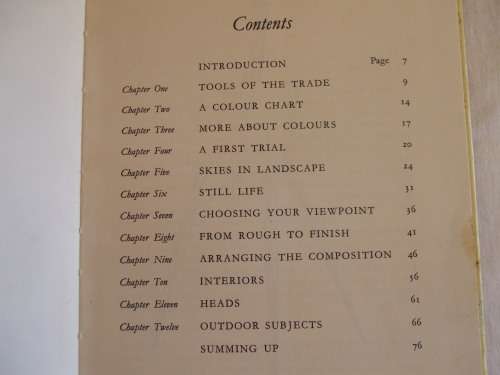 Contents
INTRODUCTION Page 7
Chapter One TOOLS OF THE TRADE 9
Chapter Two A COLOUR CHART 14
Chapter Three MORE ABOUT COLOURS 17
Chapter Four A FIRST TRIAL 20
Chapter Five SKIES IN LANDSCAPE 24
Chapter Six STILL LIFE 31
Chapter Seven CHOOSING YOUR VIEWPOINT 36
Chapter Eight FROM ROUGH TO FINISH 41
Chapter Nine ARRANGING THE COMPOSITION 46
Chapter Ten INTERIORS 56
Chapter Eleven HEADS 61
Chapter Twelve OUTDOOR SUBJECTS 66
SUMMING UP 76